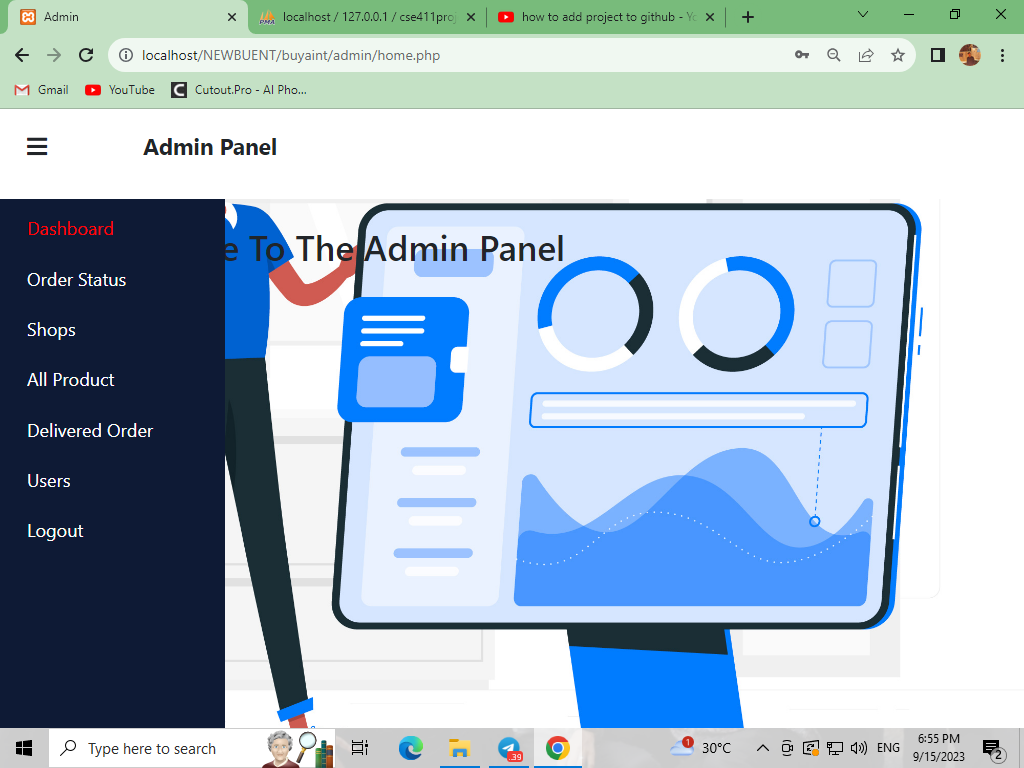 Admin
localhost / 127.0.0.1 / cse411proj
how to add project to github - Yo
localhost/NEWBUENT/buyaint/admin/home.php
Gmail
YouTube
Cutout.Pro - AI Pho...
Admin Panel
Dashboard
Order Status
Shops
All Product
Delivered Order
Users
Logout
e To The Admin Panel
Type here to search
39
1
30°C
ENG
6:55 PM
9/15/2023
2